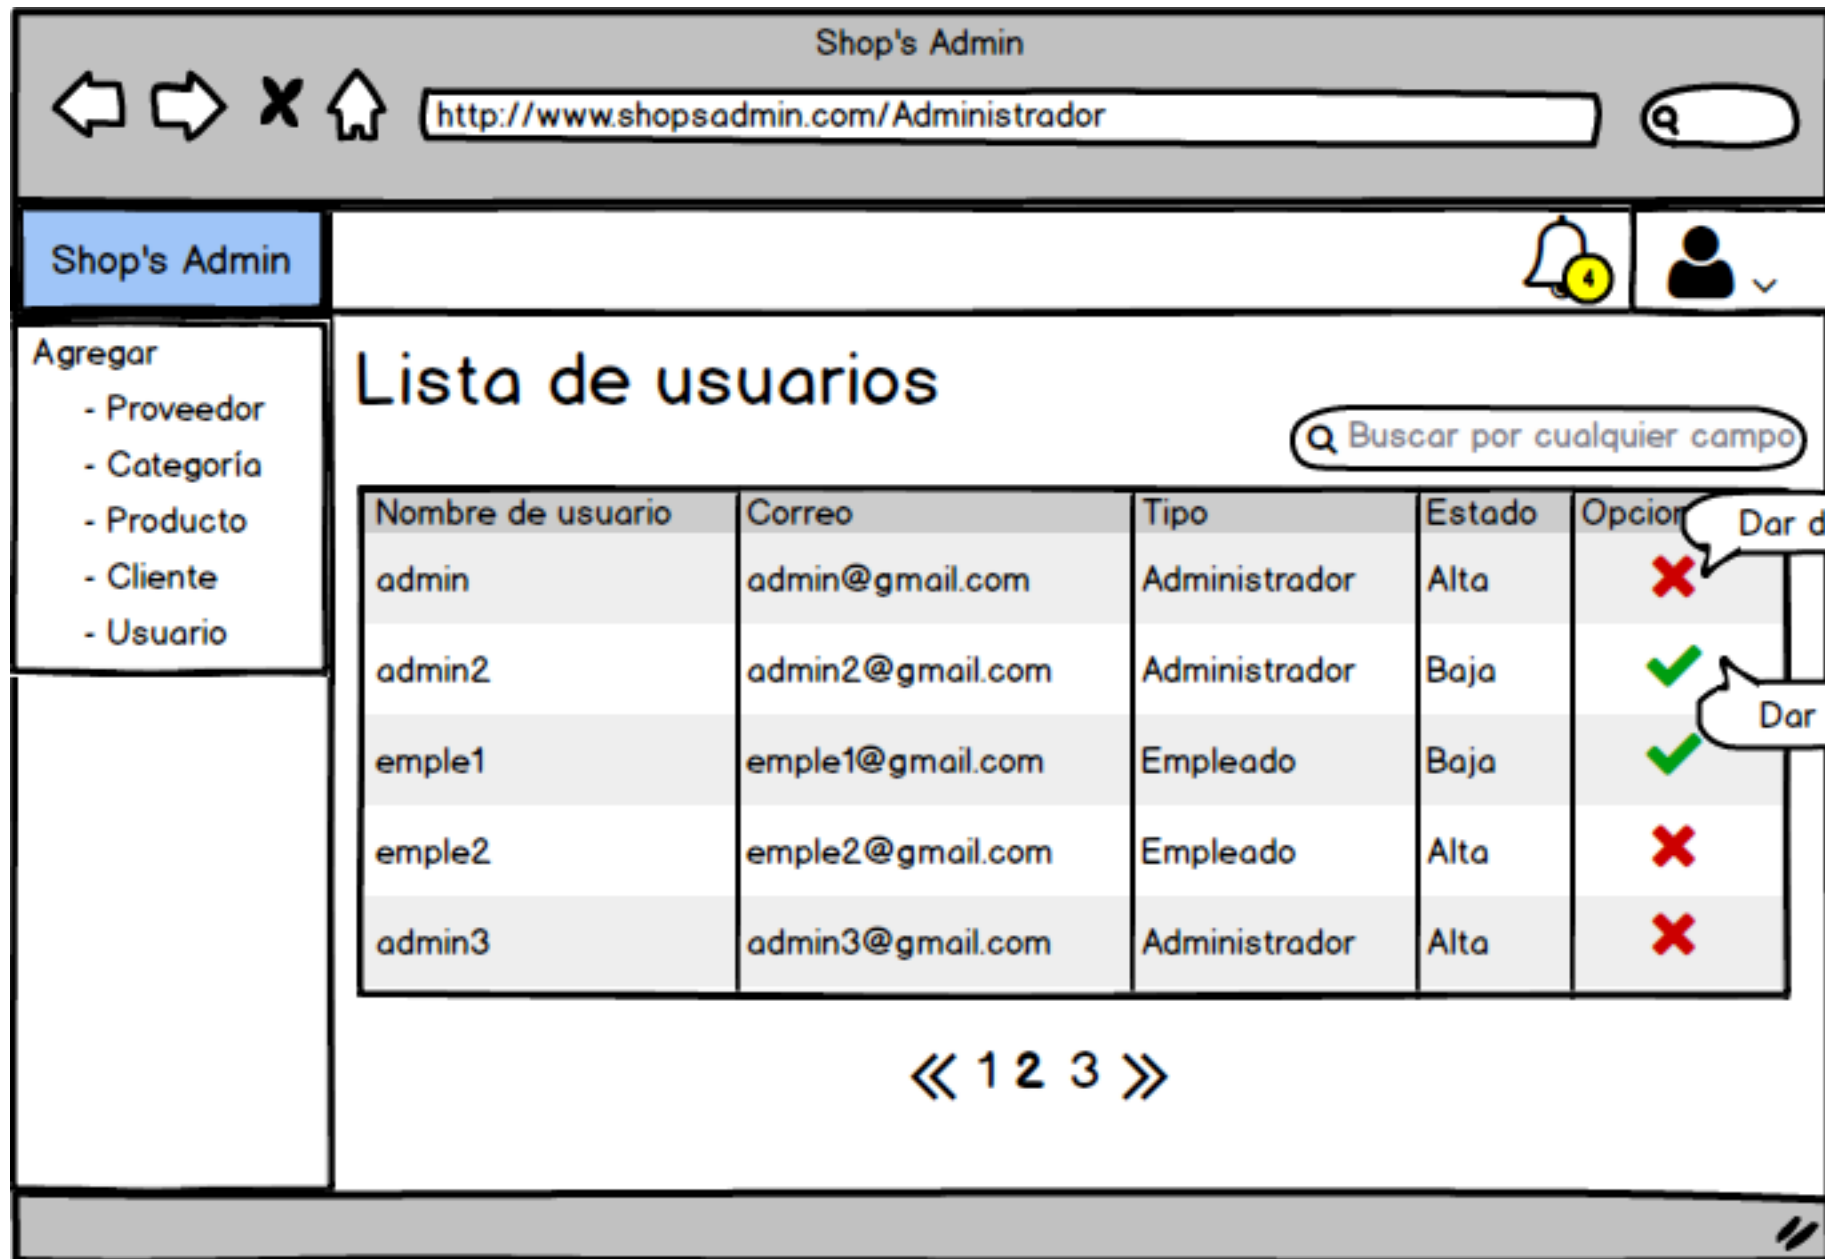 Shop's Admin
http://www.shopsadmin.com/Administrador
Shop's Admin
4
Agregar
- Proveedor
- Categoría
- Producto
- Cliente
- Usuario
Lista de usuarios
Buscar por cualquier campo
Nombre de usuario Correo Tipo Estado
Dar
admin admin@gmail.com Administrador Alta
admin2 admin2@gmail.com Administrador Baja
Dar
emple1 emple1@gmail.com Empleado Baja
emple2 emple2@gmail.com Empleado Alta
admin3 admin3@gmail.com Administrador Alta
1 2 3